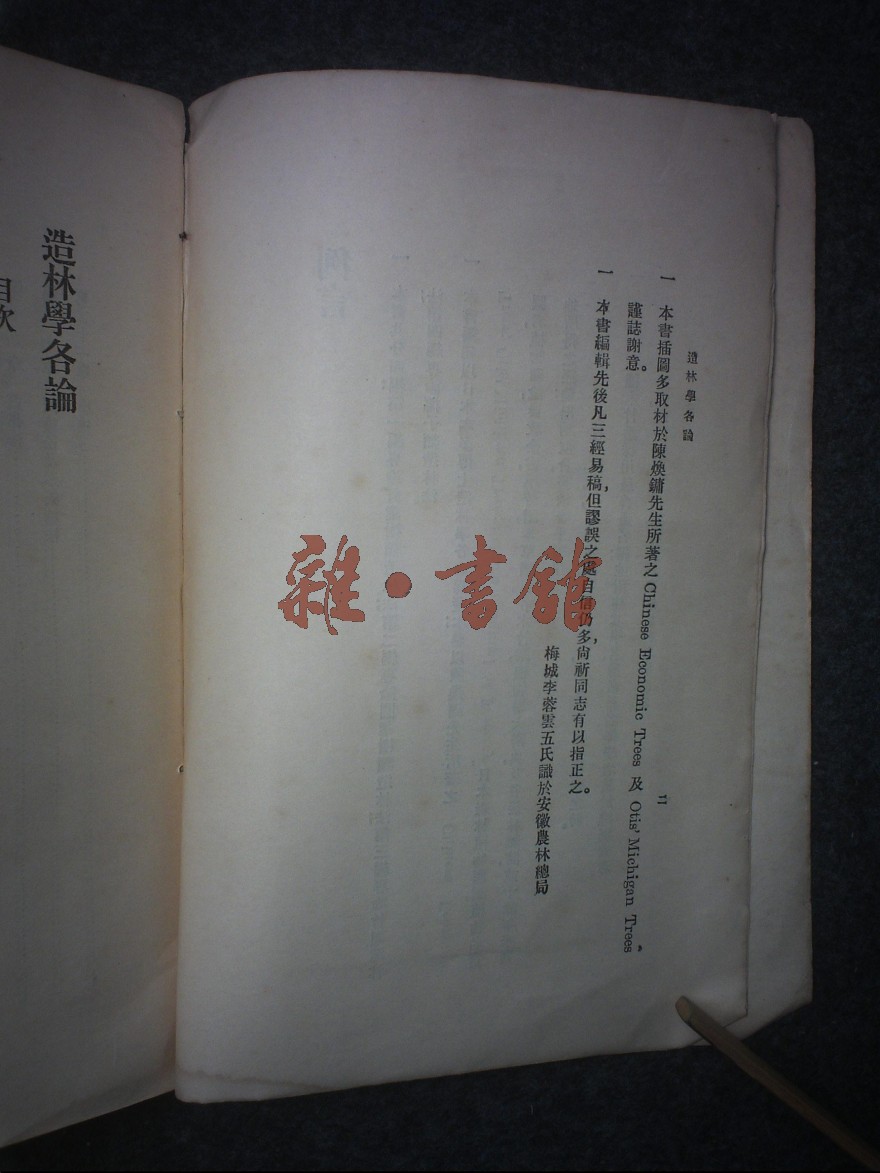 造林學各論
二
一　本書插圖多取材於陳煥鏞先生所著之 Chinese Economic Trees 及 Otis' Michigan Trees，
謹誌謝意。
一　本書編輯先後凡三經易稿，但謬誤之處自信仍多，尙祈同志有以指正之。
梅城李蓉雲五氏識於安徽農林總局
造林學各論
目次
雜·書館